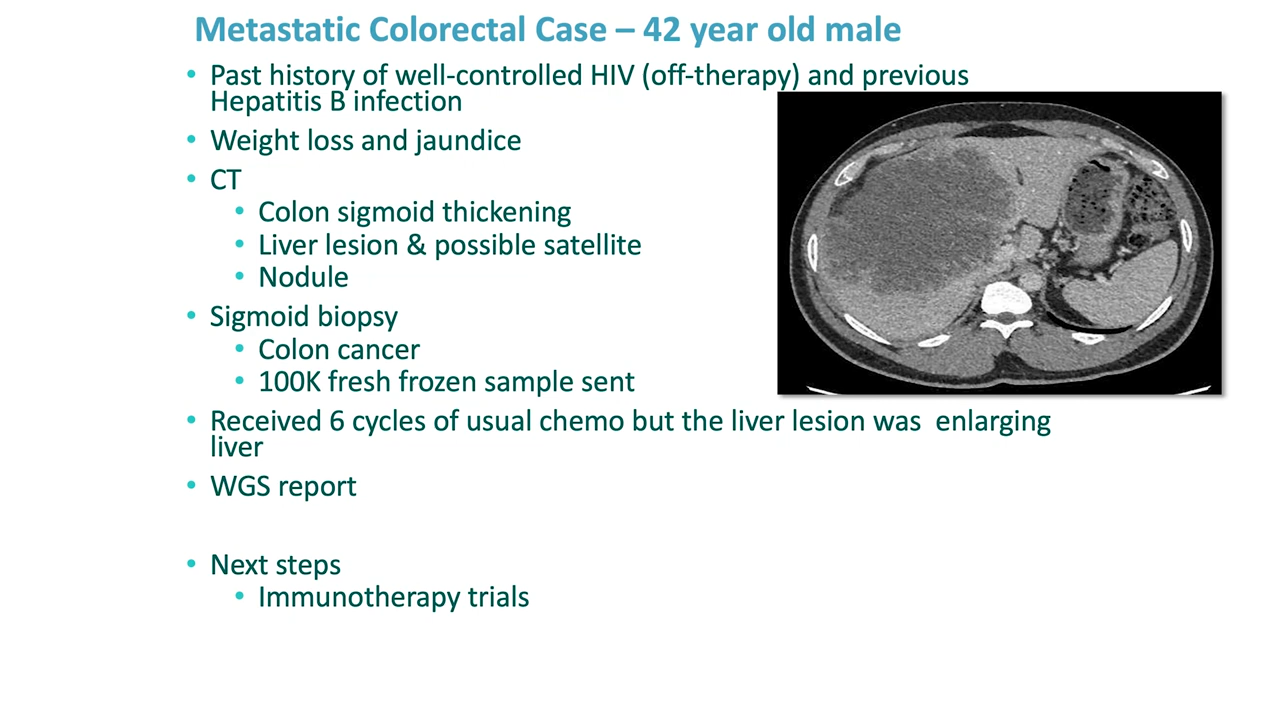 Metastatic Colorectal Case – 42 year old male
• Past history of well-controlled HIV (off-therapy) and previous
Hepatitis B infection
• Weight loss and jaundice
• CT
• Colon sigmoid thickening
• Liver lesion & possible satellite
• Nodule
• Sigmoid biopsy
• Colon cancer
• 100K fresh frozen sample sent
• Received 6 cycles of usual chemo but the liver lesion was  enlarging
liver
• WGS report
• Next steps
• Immunotherapy trials